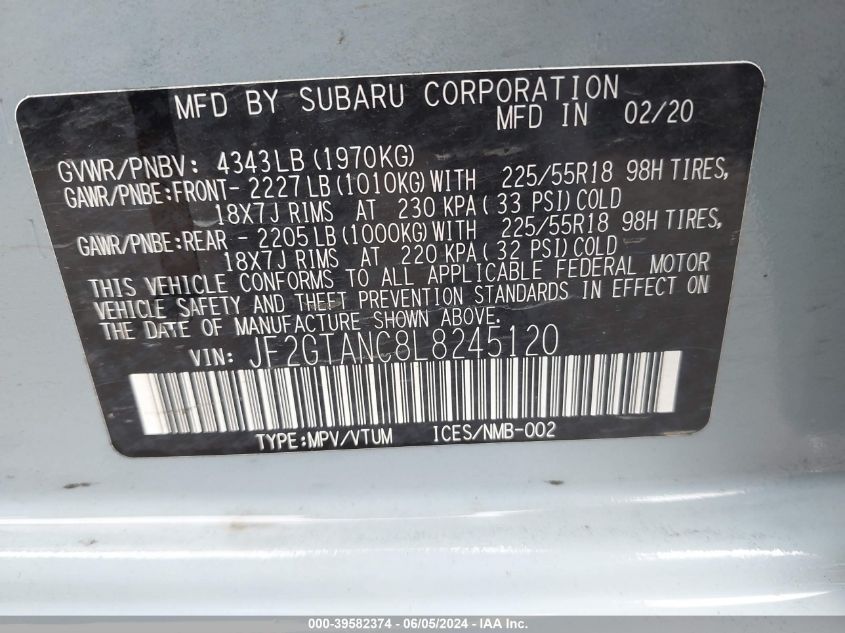 MFD BY SUBARU CORPORATION
MFD IN 02/20
GVWR/PNBV: 4343LB (1970KG)
GAWR/PNBE:FRONT- 2227 LB (1010KG) WITH 225/55R18 98H TIRES,
18X7J RIMS AT 230 KPA( 33 PSI) COLD
GAWR/PNBE:REAR - 2205 LB (1000KG) WITH 225/55R18 98H TIRES,
18X7J RIMS AT 220 KPA( 32 PSI) COLD
THIS VEHICLE CONFORMS TO ALL APPLICABLE FEDERAL MOTOR
VEHICLE SAFETY AND THEFT PREVENTION STANDARDS IN EFFECT ON
THE DATE OF MANUFACTURE SHOWN ABOVE.
VIN: JF2GTANC8L8245120
TYPE:MPV/VTUM ICES/NMB-002
000-39582374 - 06/05/2024 - IEAEND.COM